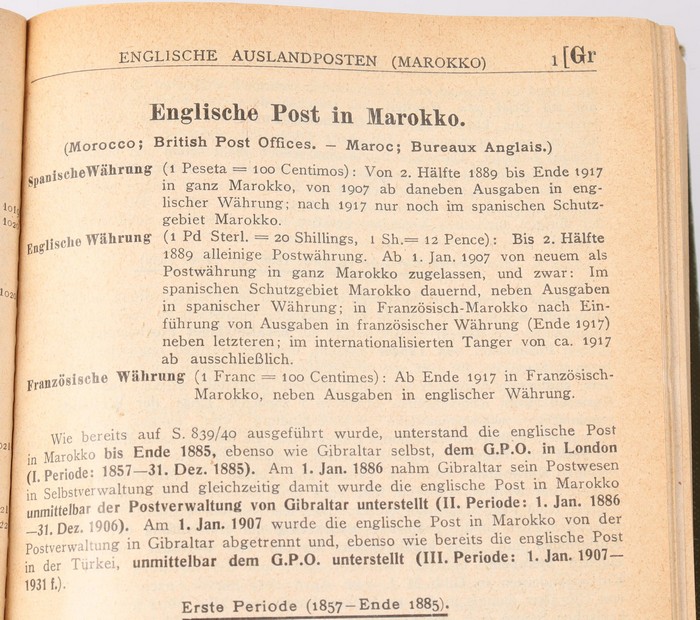 ENGLISCHE AUSLANDPOSTEN (MAROKKO) 1 [Gr
Englische Post in Marokko.
(Morocco; British Post Offices. — Maroc; Bureaux Anglais.)
Spanische Währung (1 Peseta = 100 Centimos): Von 2. Hälfte 1889 bis Ende 1917
in ganz Marokko, von 1907 ab daneben Ausgaben in eng-
lischer Währung; nach 1917 nur noch im spanischen Schutz-
gebiet Marokko.
Englische Währung (1 Pd Sterl. = 20 Shillings, 1 Sh. = 12 Pence): Bis 2. Hälfte
1889 alleinige Postwährung. Ab 1. Jan. 1907 von neuem als
Postwährung in ganz Marokko zugelassen, und zwar: Im
spanischen Schutzgebiet Marokko dauernd, neben Ausgaben
in spanischer Währung; in Französisch-Marokko nach Ein-
führung von Ausgaben in französischer Währung (Ende 1917)
neben letzteren; im internationalisierten Tanger von ca. 1917
ab ausschließlich.
Französische Währung (1 Franc = 100 Centimes): Ab Ende 1917 in Französisch-
Marokko, neben Ausgaben in englischer Währung.
Wie bereits auf S. 839/40 ausgeführt wurde, unterstand die englische Post
in Marokko bis Ende 1885, ebenso wie Gibraltar selbst, dem G.P.O. in London
(I. Periode: 1857—31. Dez. 1885). Am 1. Jan. 1886 nahm Gibraltar sein Postwesen
in Selbstverwaltung und gleichzeitig damit wurde die englische Post in Marokko
unmittelbar der Postverwaltung von Gibraltar unterstellt (II. Periode: 1. Jan. 1886
—31. Dez. 1906). Am 1. Jan. 1907 wurde die englische Post in Marokko von der
Postverwaltung in Gibraltar abgetrennt und, ebenso wie bereits die englische Post
in der Türkei, unmittelbar dem G.P.O. unterstellt (III. Periode: 1. Jan. 1907—
1931 f.).
Erste Periode (1857—Ende 1885).